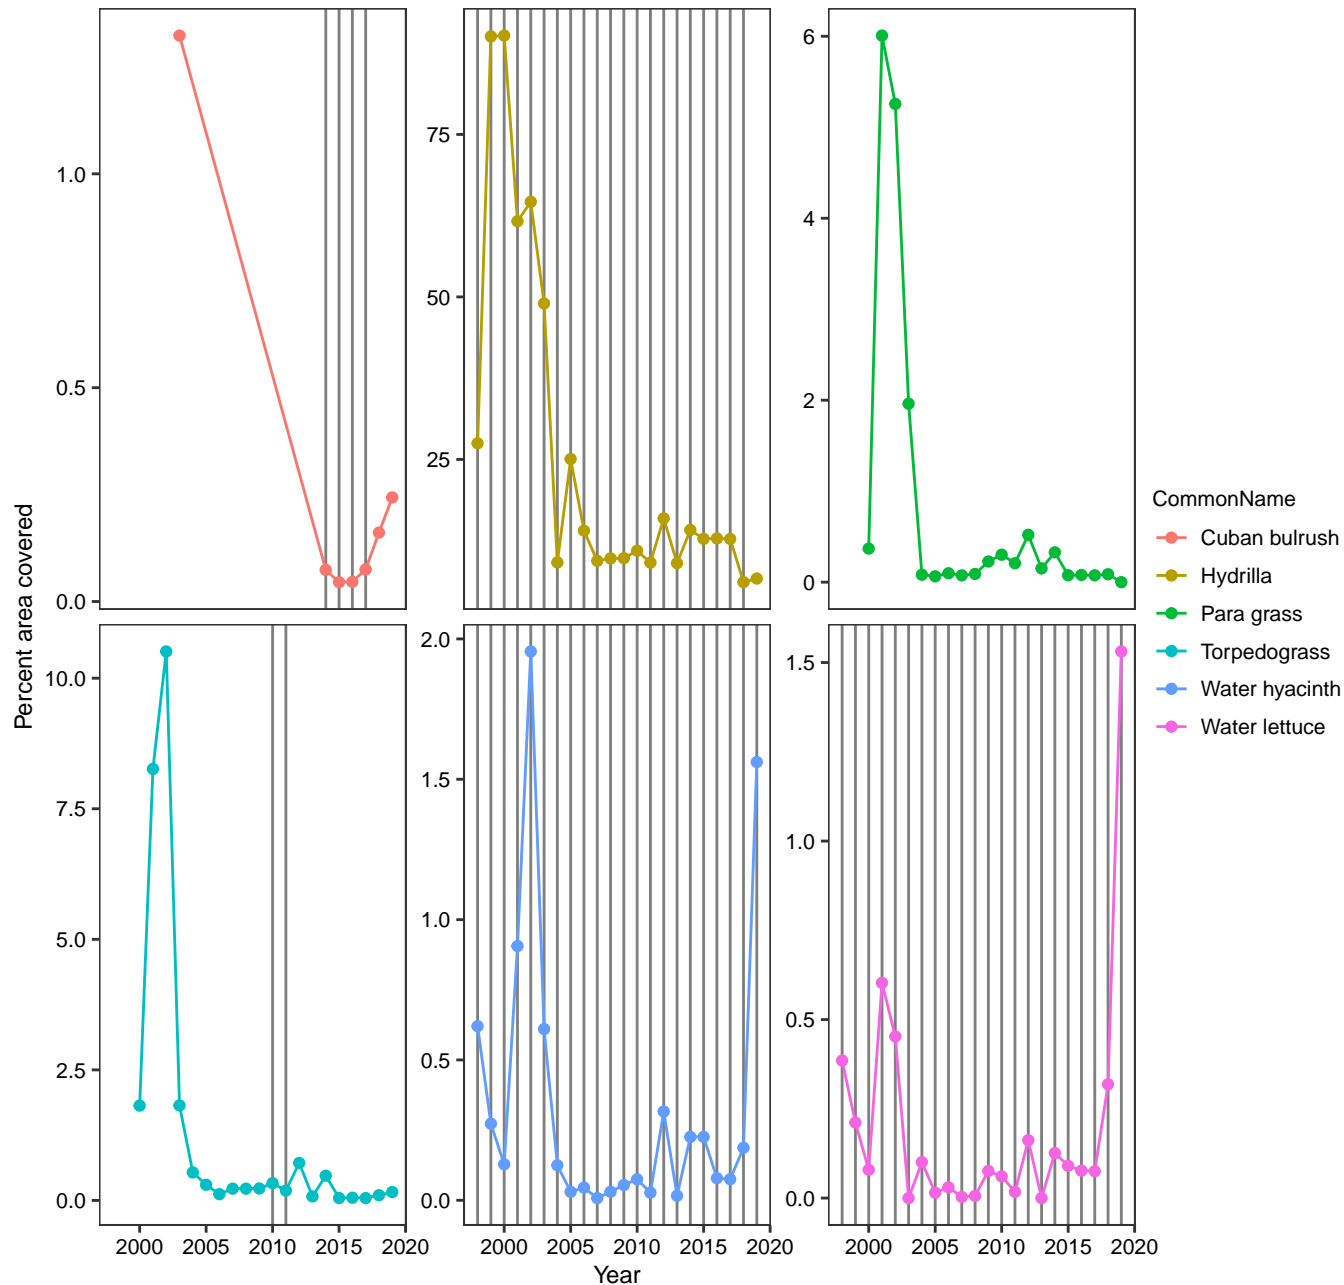 Percent area covered
0.0
0.5
1.0
25
50
75
0
2
4
6
0.0
2.5
5.0
7.5
10.0
0.0
0.5
1.0
1.5
2.0
0.0
0.5
1.0
1.5
2000 2005 2010 2015 2020
2000 2005 2010 2015 2020
2000 2005 2010 2015 2020
Year
CommonName
Cuban bulrush
Hydrilla
Para grass
Torpedograss
Water hyacinth
Water lettuce